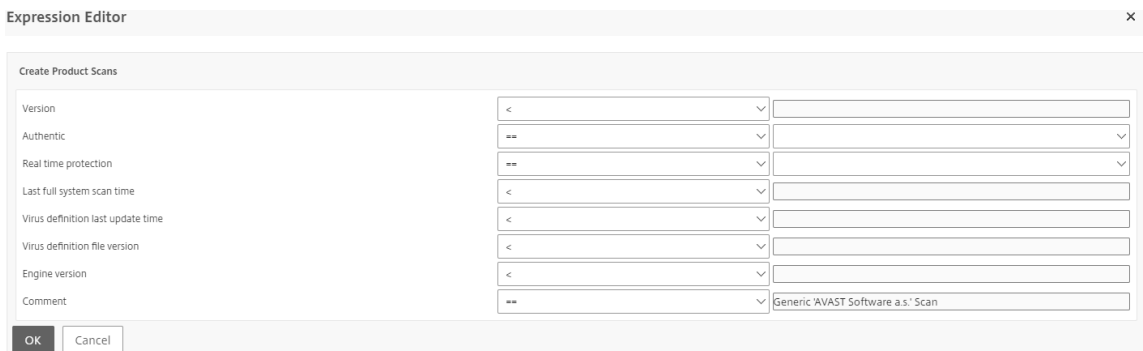 Expression Editor ×
Create Product Scans
Version <
Authentic ==
Real time protection ==
Last full system scan time <
Virus definition last update time <
Virus definition file version <
Engine version <
Comment == Generic 'AVAST Software a.s.' Scan
OK Cancel